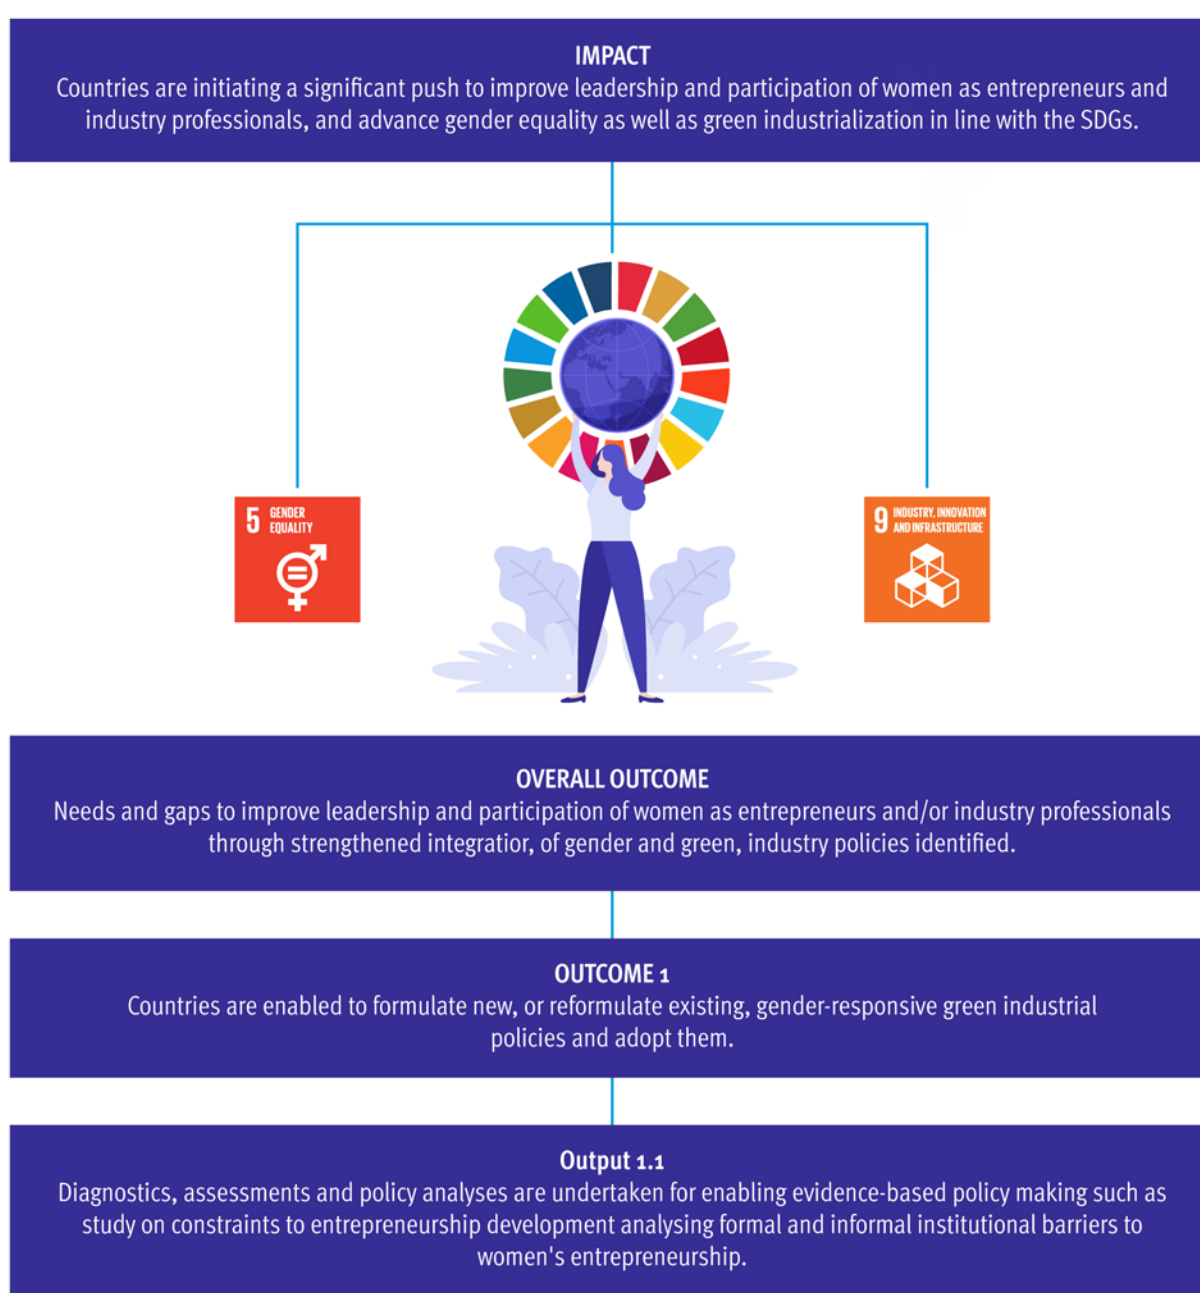 IMPACT
Countries are initiating a significant push to improve leadership and participation of women as entrepreneurs and
industry professionals, and advance gender equality as well as green industrialization in line with the SDGs.
5 GENDER
EQUALITY
9 INDUSTRY, INNOVATION
AND INFRASTRUCTURE
OVERALL OUTCOME
Needs and gaps to improve leadership and participation of women as entrepreneurs and/or industry professionals
through strengthened integratior, of gender and green, industry policies identified.
OUTCOME 1
Countries are enabled to formulate new, or reformulate existing, gender-responsive green industrial
policies and adopt them.
Output 1.1
Diagnostics, assessments and policy analyses are undertaken for enabling evidence-based policy making such as
study on constraints to entrepreneurship development analysing formal and informal institutional barriers to
women's entrepreneurship.